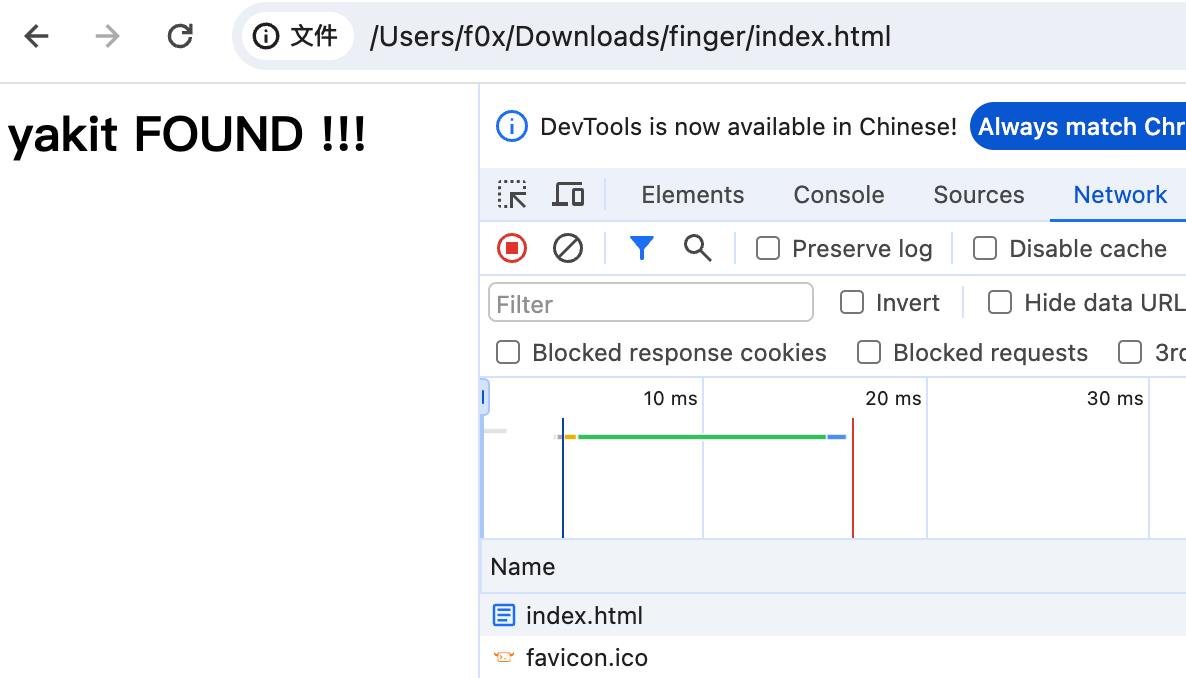 文件 /Users/f0x/Downloads/finger/index.html
yakit FOUND !!!
DevTools is now available in Chinese! Always match Chr
Elements Console Sources Network
Preserve log Disable cache
Filter Invert Hide data URL
Blocked response cookies Blocked requests 3rd
10 ms 20 ms 30 ms
Name
index.html
favicon.ico